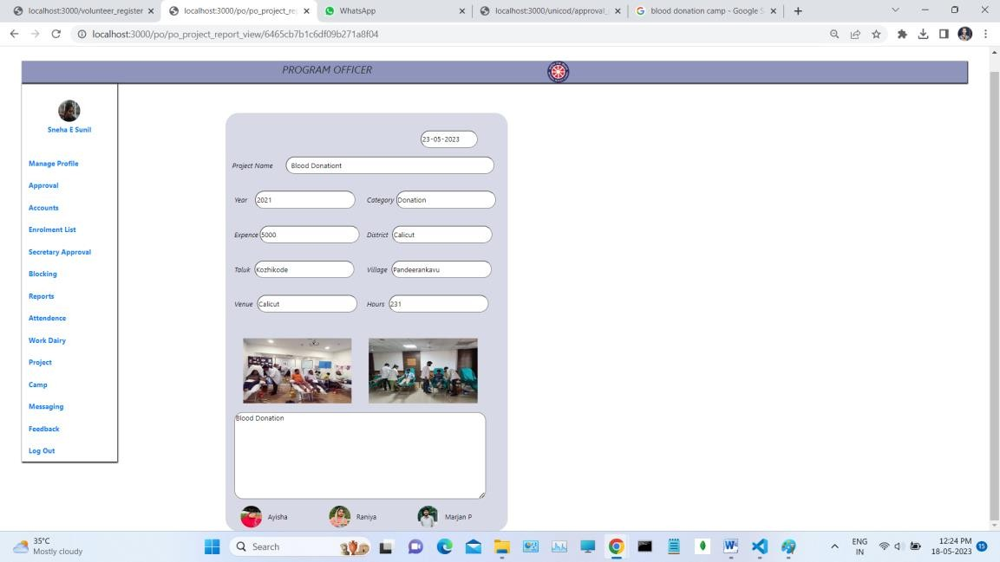 localhost:3000/volunteer_register
localhost:3000/po/po_project_re
WhatsApp
localhost:3000/unicod/approval_
blood donation camp - Google S
localhost:3000/po/po_project_report_view/6465cb7b1c6df09b271a8f04
PROGRAM OFFICER
Sneha E Sunil
Manage Profile
Approval
Accounts
Enrolment List
Secretary Approval
Blocking
Reports
Attendence
Work Dairy
Project
Camp
Messaging
Feedback
Log Out
23-05-2023
Project Name Blood Donationt
Year 2021 Category Donation
Expence 5000 District Calicut
Taluk Kozhikode Village Pandeerankavu
Venue Calicut Hours 231
Blood Donation
Ayisha Raniya Marjan P
35°C
Mostly cloudy
Search
ENG
IN
12:24 PM
18-05-2023
15